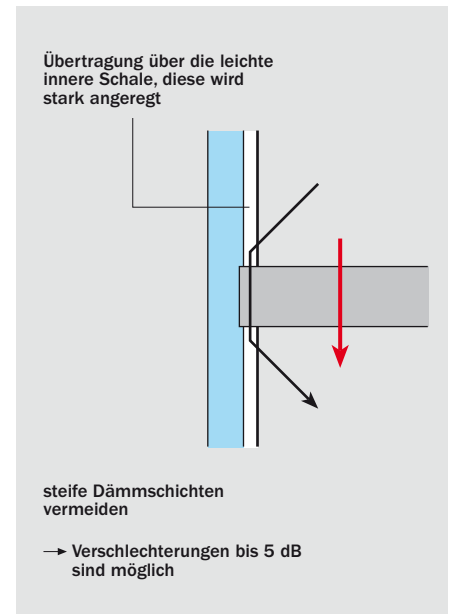 Übertragung über die leichte
innere Schale, diese wird
stark angeregt
steife Dämmschichten
vermeiden
→ Verschlechterungen bis 5 dB
sind möglich